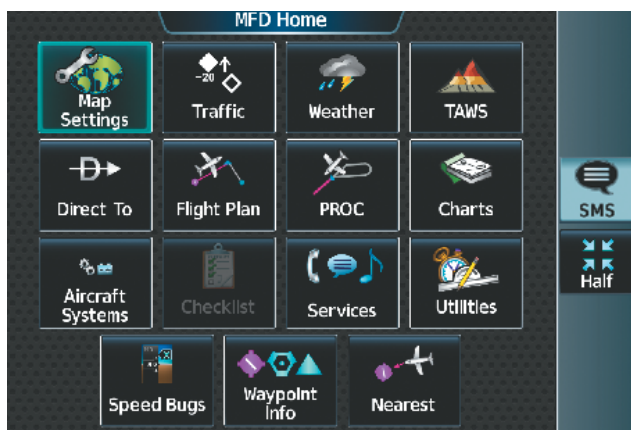 MFD Home
Map
Settings
-20
Traffic
Weather
TAWS
Direct To
Flight Plan
PROC
Charts
SMS
Half
Aircraft
Systems
Checklist
Services
Utilities
Speed Bugs
Waypoint
Info
Nearest